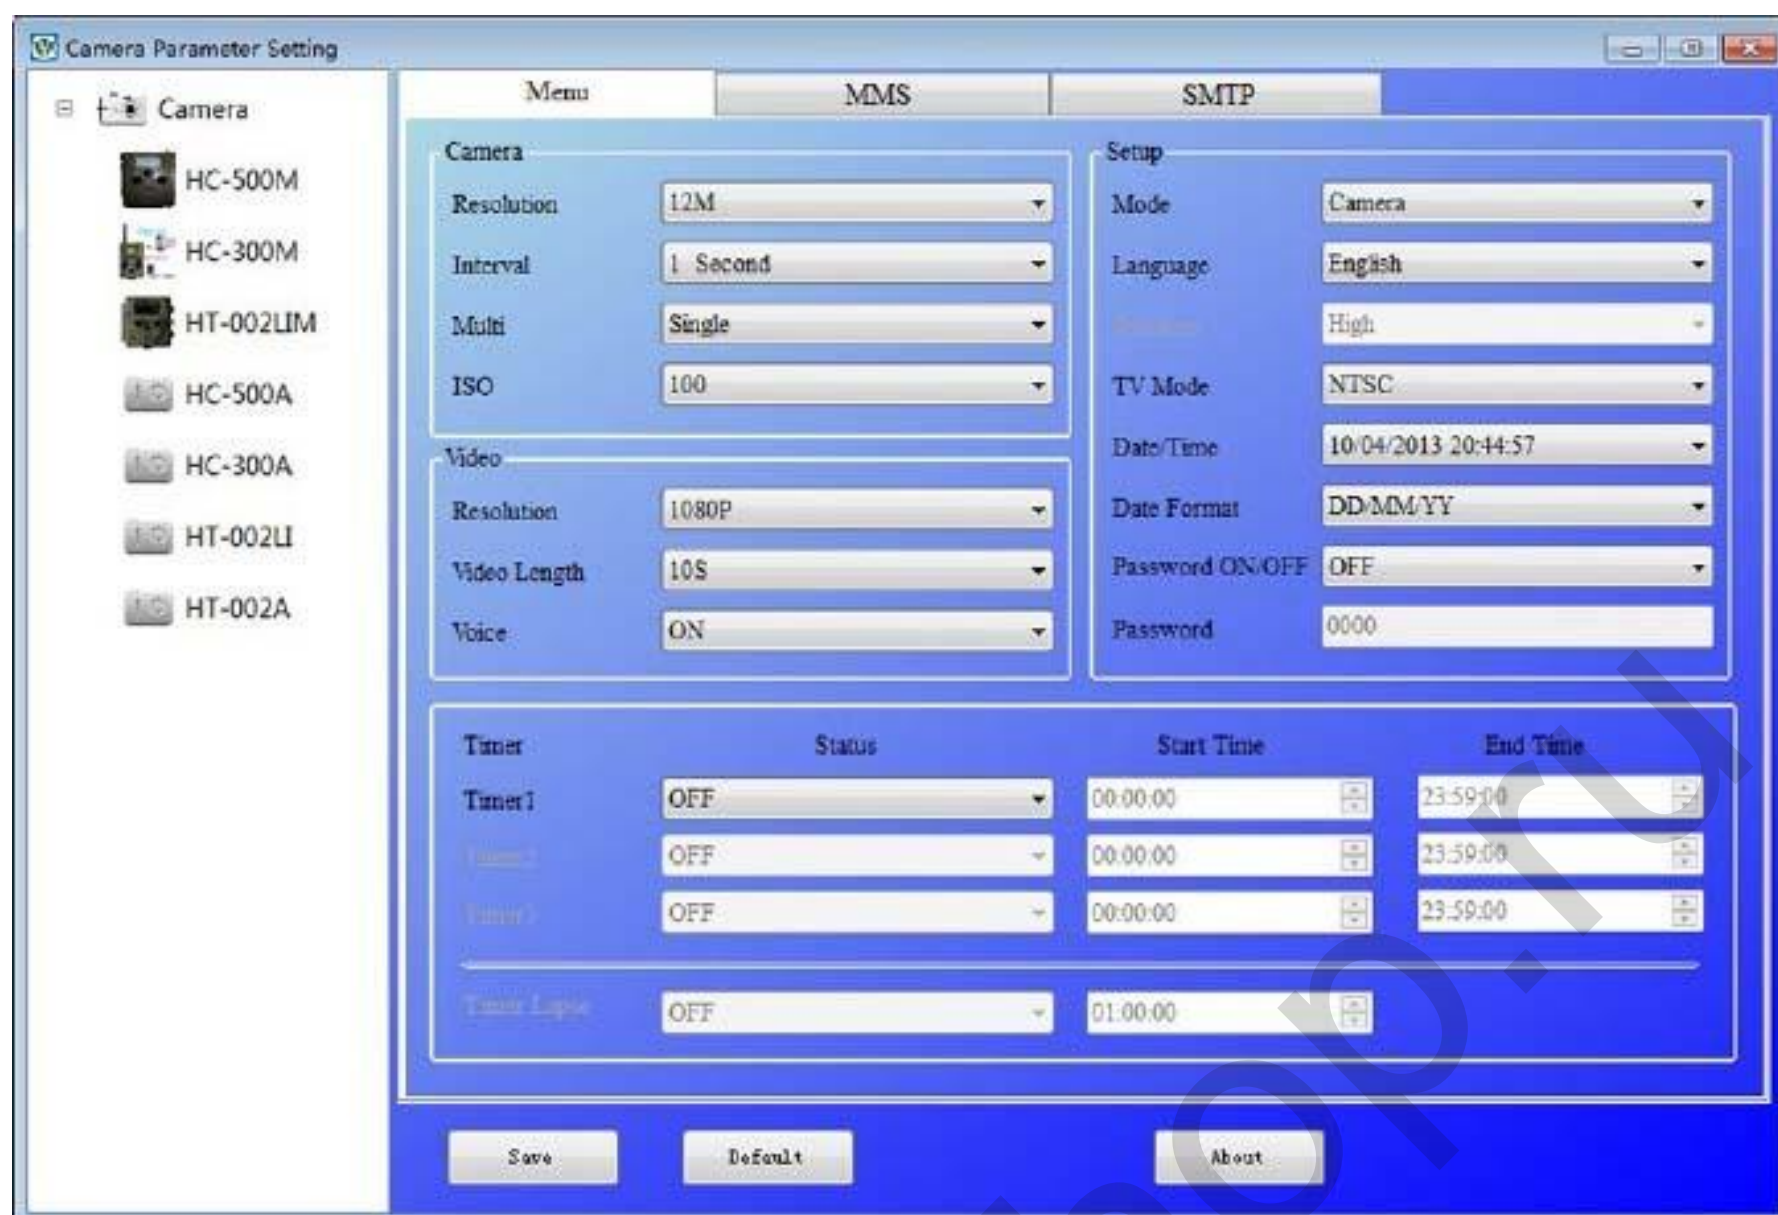 Camera Parameter Setting
Camera
HC-500M
HC-300M
HT-002LIM
HC-500A
HC-300A
HT-002LI
HT-002A
Menu MMS SMTP
Camera
Resolution 12M
Interval 1 Second
Multi Single
ISO 100
Video
Resolution 1080P
Video Length 10S
Voice ON
Setup
Mode Camera
Language English
High
TV Mode NTSC
Date/Time 10/04/2013 20:44:57
Date Format DD/MM/YY
Password ON/OFF OFF
Password 0000
Timer Status Start Time End Time
Timer1 OFF 00:00:00 23:59:00
Timer2 OFF 00:00:00 23:59:00
Timer3 OFF 00:00:00 23:59:00
Timer Lapse OFF 01:00:00
Save Default About